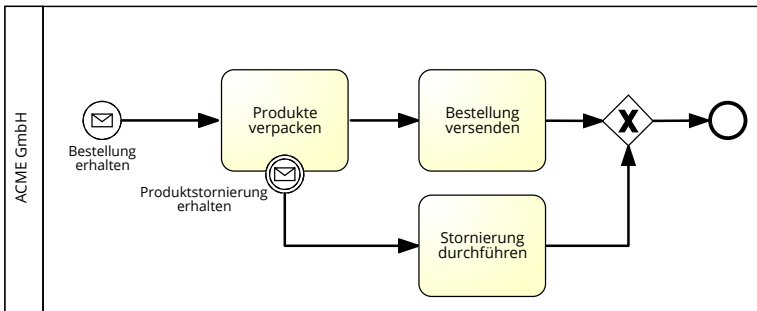 ACME GmbH
Bestellung
erhalten
Produkte
verpacken
Produktstornierung
erhalten
Bestellung
versenden
Stornierung
durchführen
X